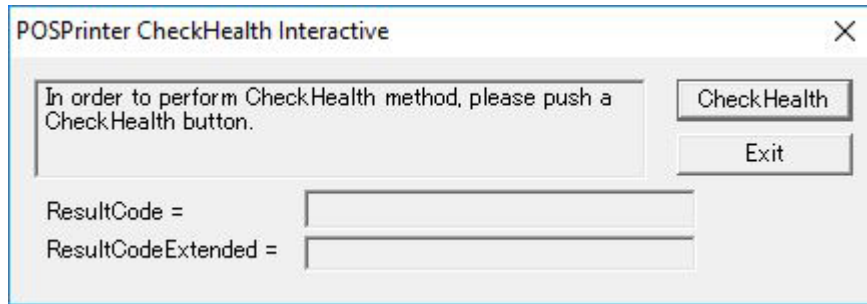 POSPrinter CheckHealth Interactive
In order to perform CheckHealth method, please push a
CheckHealth button.
CheckHealth
Exit
ResultCode =
ResultCodeExtended =